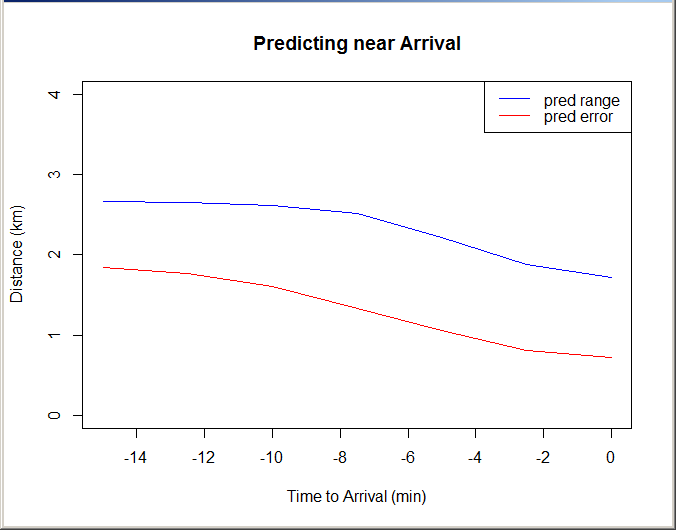 Predicting near Arrival
pred range
pred error
4
3
2
1
0
Distance (km)
-14 -12 -10 -8 -6 -4 -2 0
Time to Arrival (min)